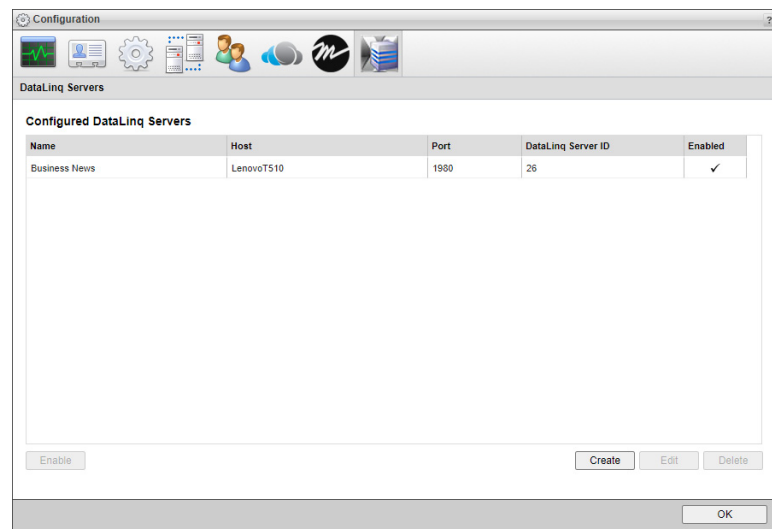 Configuration ?
DataLinq Servers
Configured DataLinq Servers
Name Host Port DataLinq Server ID Enabled
Business News LenovoT510 1980 26 ✓
Enable Create Edit Delete
OK